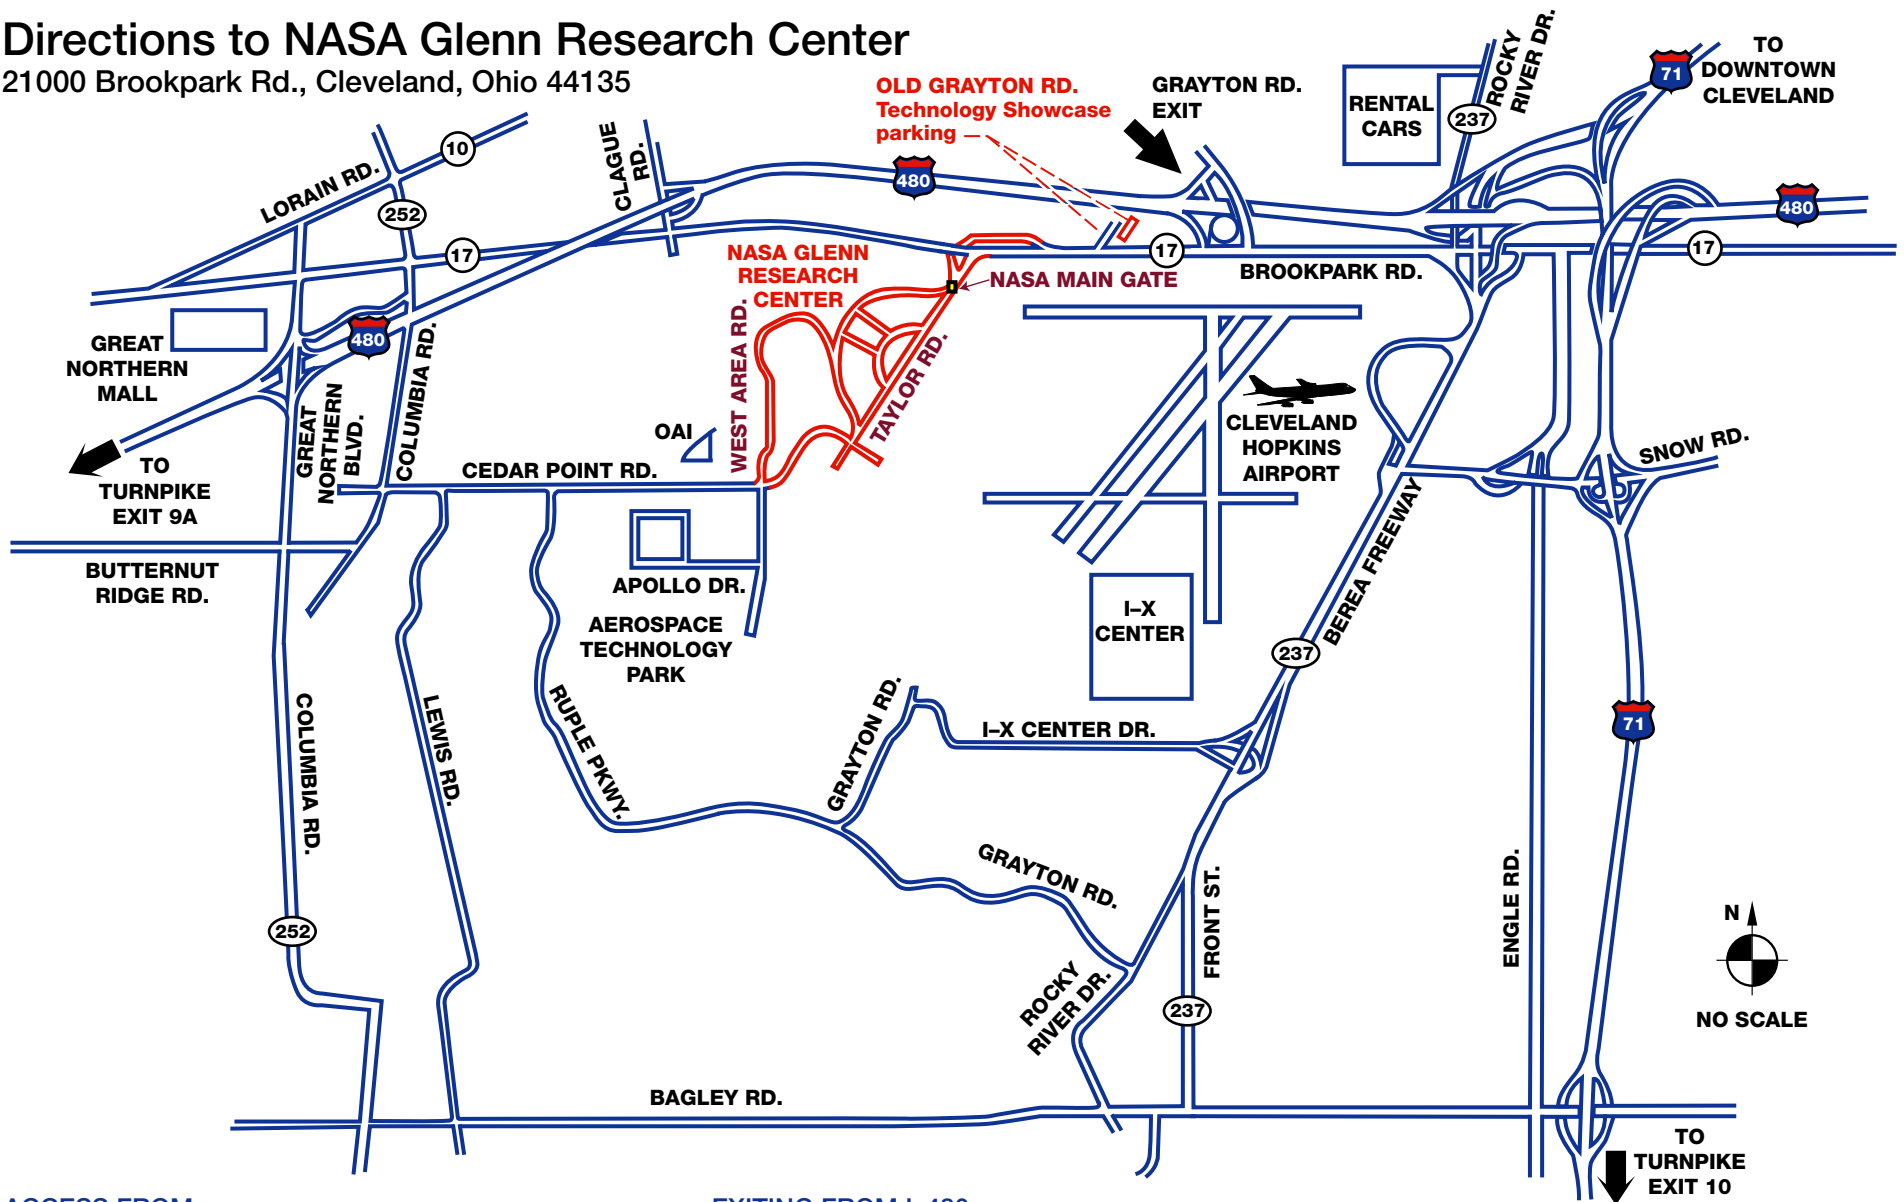 Directions to NASA Glenn Research Center
21000 Brookpark Rd., Cleveland, Ohio 44135
OLD GRAYTON RD.
Technology Showcase
parking
GRAYTON RD.
EXIT
RENTAL
CARS
ROCKY
RIVER DR.
237
71
TO
DOWNTOWN
CLEVELAND
LORAIN RD.
10
252
CLAGUE
RD.
480
480
17
17
17
BROOKPARK RD.
NASA GLENN
RESEARCH
CENTER
NASA MAIN GATE
GREAT
NORTHERN
MALL
480
COLUMBIA RD.
GREAT
NORTHERN
BLVD.
WEST AREA RD.
TAYLOR RD.
OAI
CLEVELAND
HOPKINS
AIRPORT
SNOW RD.
TO
TURNPIKE
EXIT 9A
CEDAR POINT RD.
BUTTERNUT
RIDGE RD.
APOLLO DR.
AEROSPACE
TECHNOLOGY
PARK
I–X
CENTER
BEREA FREEWAY
237
COLUMBIA RD.
LEWIS RD.
RUPLE PKWY.
GRAYTON RD.
I–X CENTER DR.
71
GRAYTON RD.
FRONT ST.
ENGLE RD.
252
N
ROCKY
RIVER DR.
237
NO SCALE
BAGLEY RD.
TO
TURNPIKE
EXIT 10